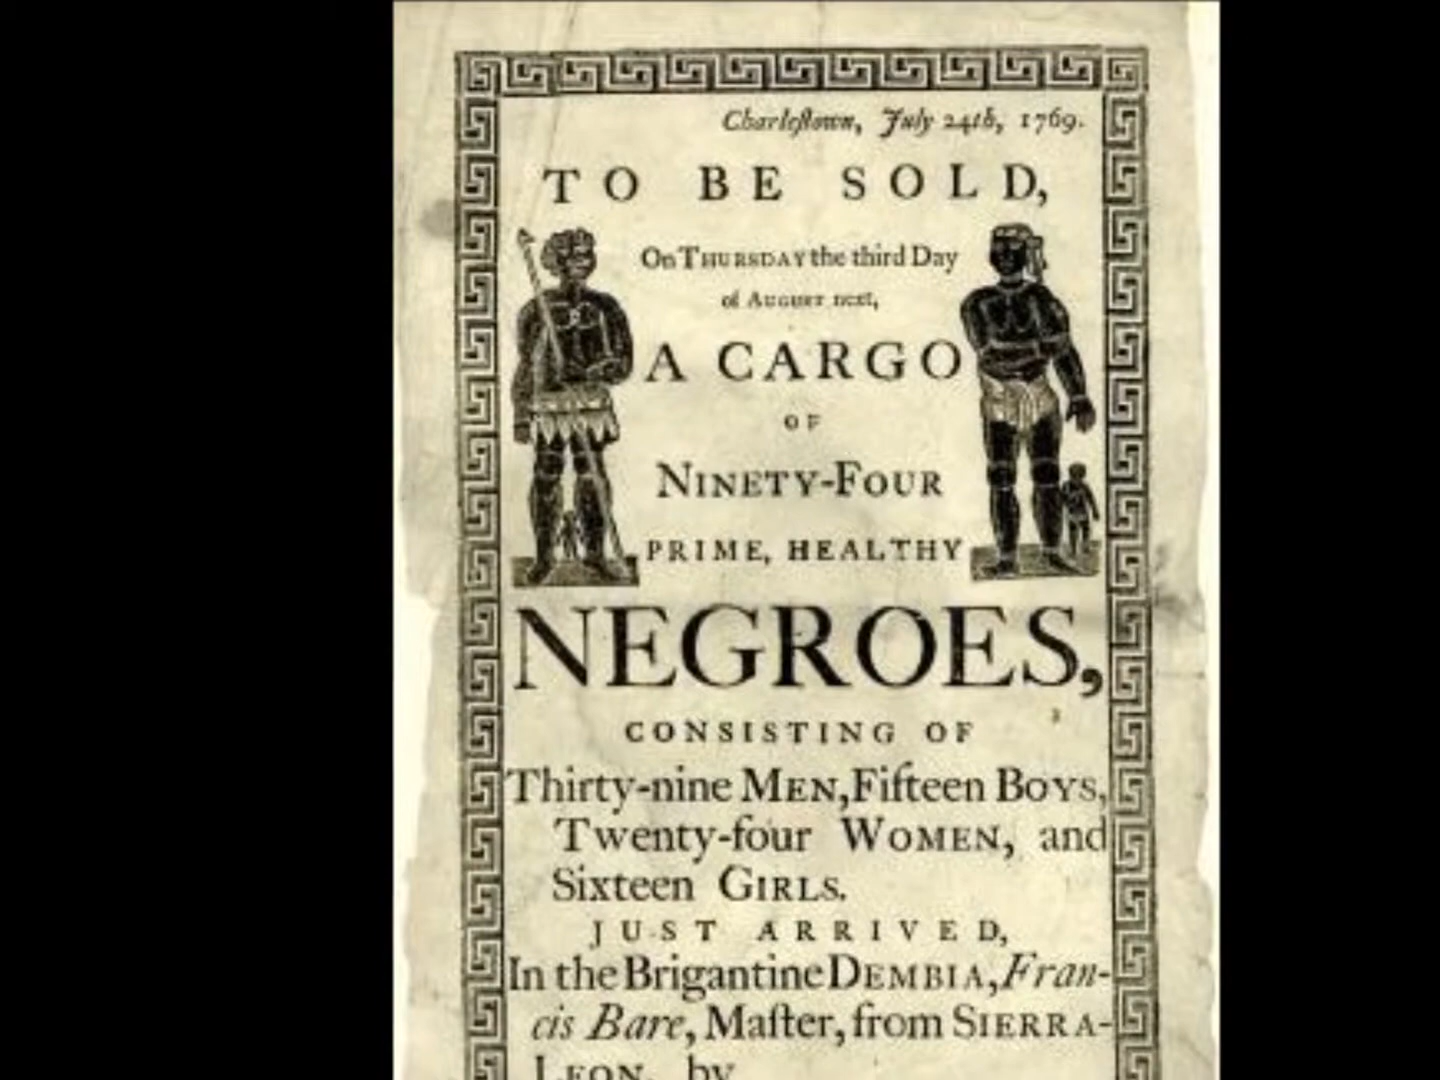 Charleſtown, July 24th, 1769.
TO BE SOLD,
On THURSDAY the third Day
of AUGUST next,
A CARGO
OF
NINETY-FOUR
PRIME, HEALTHY
NEGROES,
CONSISTING OF
Thirty-nine MEN, Fifteen BOYS,
Twenty-four WOMEN, and
Sixteen GIRLS.
JUST ARRIVED,
In the Brigantine DEMBIA, Fran-
cis Bare, Maſter, from SIERRA-
LEON, by